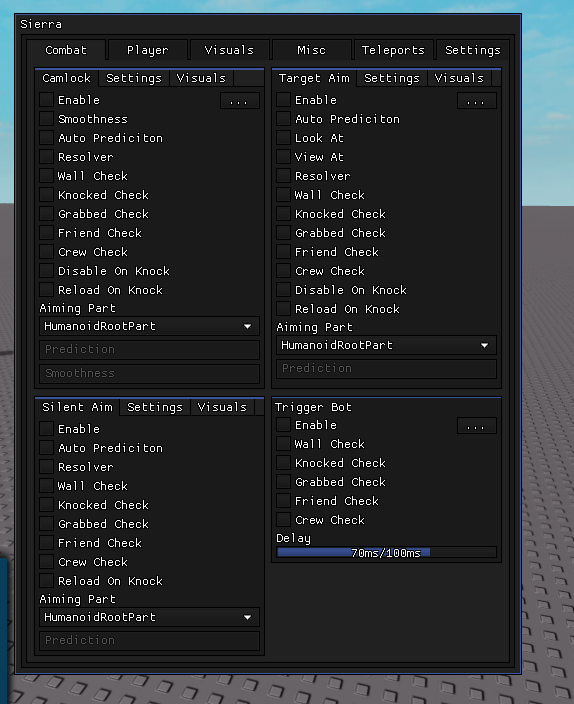 Sierra
Combat Player Visuals Misc Teleports Settings
Camlock Settings Visuals
Enable ...
Smoothness
Auto Prediciton
Resolver
Wall Check
Knocked Check
Grabbed Check
Friend Check
Crew Check
Disable On Knock
Reload On Knock
Aiming Part
HumanoidRootPart
Prediction
Smoothness
Target Aim Settings Visuals
Enable ...
Auto Prediciton
Look At
View At
Resolver
Wall Check
Knocked Check
Grabbed Check
Friend Check
Crew Check
Disable On Knock
Reload On Knock
Aiming Part
HumanoidRootPart
Prediction
Silent Aim Settings Visuals
Enable
Auto Prediciton
Resolver
Wall Check
Knocked Check
Grabbed Check
Friend Check
Crew Check
Reload On Knock
Aiming Part
HumanoidRootPart
Prediction
Trigger Bot
Enable ...
Wall Check
Knocked Check
Grabbed Check
Friend Check
Crew Check
Delay
70ms/100ms